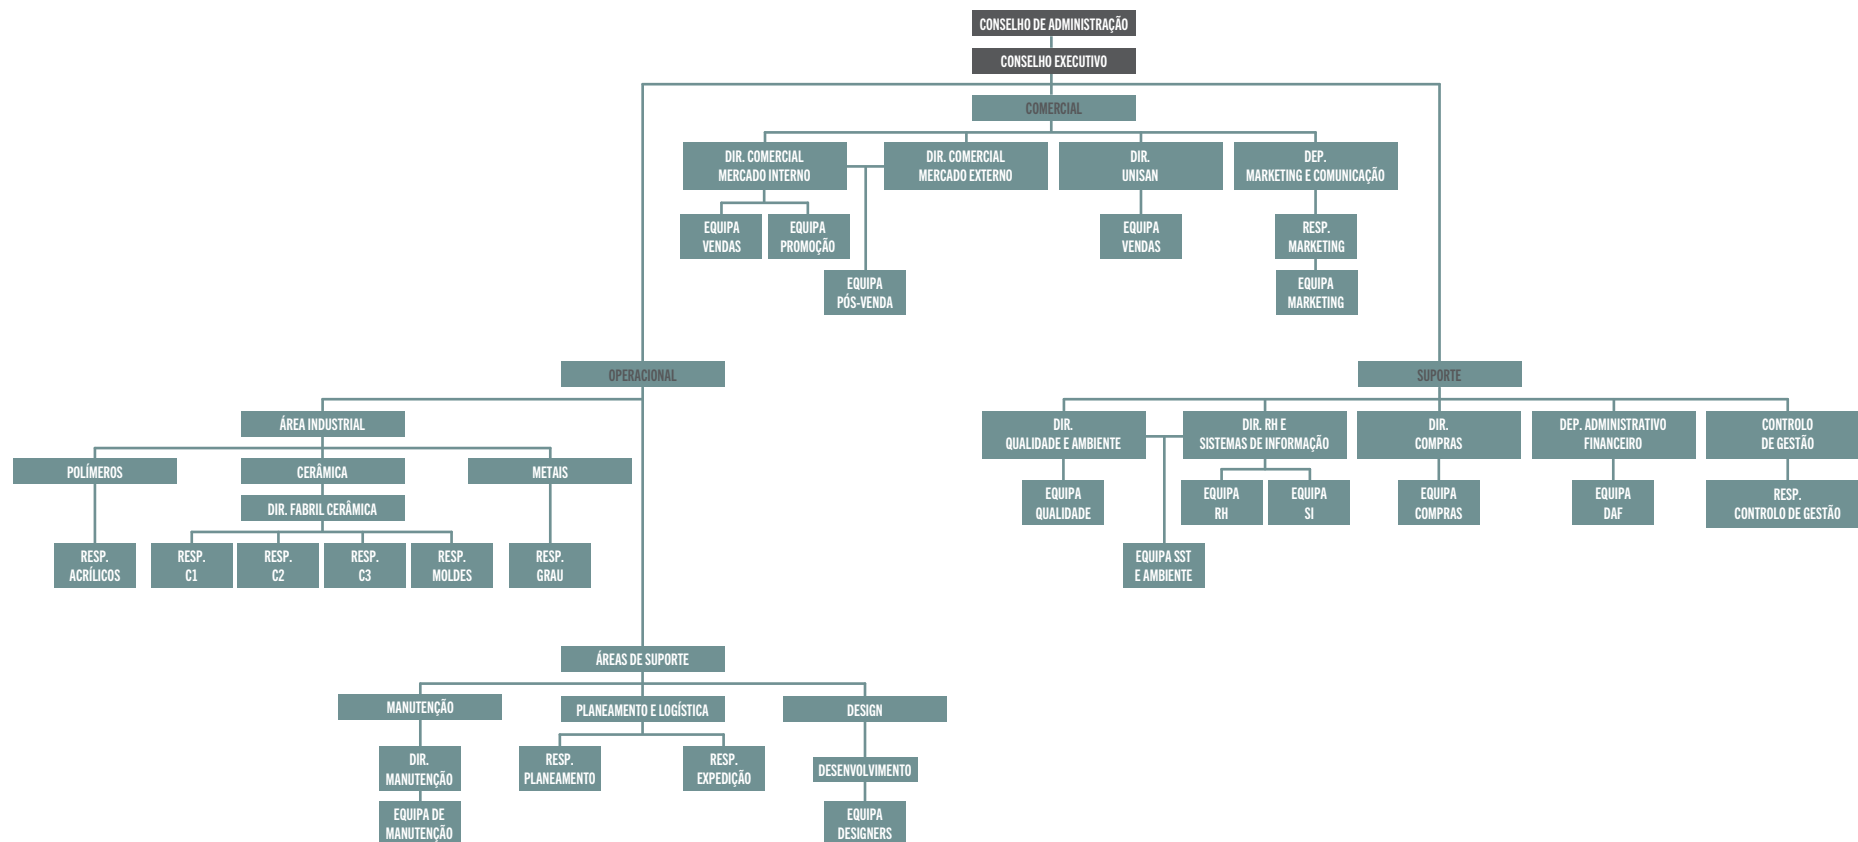 CONSELHO DE ADMINISTRAÇÃO
CONSELHO EXECUTIVO
COMERCIAL
DIR. COMERCIAL
MERCADO INTERNO
DIR. COMERCIAL
MERCADO EXTERNO
DIR.
UNISAN
DEP.
MARKETING E COMUNICAÇÃO
EQUIPA
VENDAS
EQUIPA
PROMOÇÃO
EQUIPA
VENDAS
RESP.
MARKETING
EQUIPA
PÓS-VENDA
EQUIPA
MARKETING
OPERACIONAL
SUPORTE
ÁREA INDUSTRIAL
POLÍMEROS
CERÂMICA
METAIS
DIR. FABRIL CERÂMICA
RESP.
ACRÍLICOS
RESP.
C1
RESP.
C2
RESP.
C3
RESP.
MOLDES
RESP.
GRAU
DIR.
QUALIDADE E AMBIENTE
DIR. RH E
SISTEMAS DE INFORMAÇÃO
DIR.
COMPRAS
DEP. ADMINISTRATIVO
FINANCEIRO
CONTROLO
DE GESTÃO
EQUIPA
QUALIDADE
EQUIPA
RH
EQUIPA
SI
EQUIPA
COMPRAS
EQUIPA
DAF
RESP.
CONTROLO DE GESTÃO
EQUIPA SST
E AMBIENTE
ÁREAS DE SUPORTE
MANUTENÇÃO
PLANEAMENTO E LOGÍSTICA
DESIGN
DIR.
MANUTENÇÃO
RESP.
PLANEAMENTO
RESP.
EXPEDIÇÃO
DESENVOLVIMENTO
EQUIPA DE
MANUTENÇÃO
EQUIPA
DESIGNERS